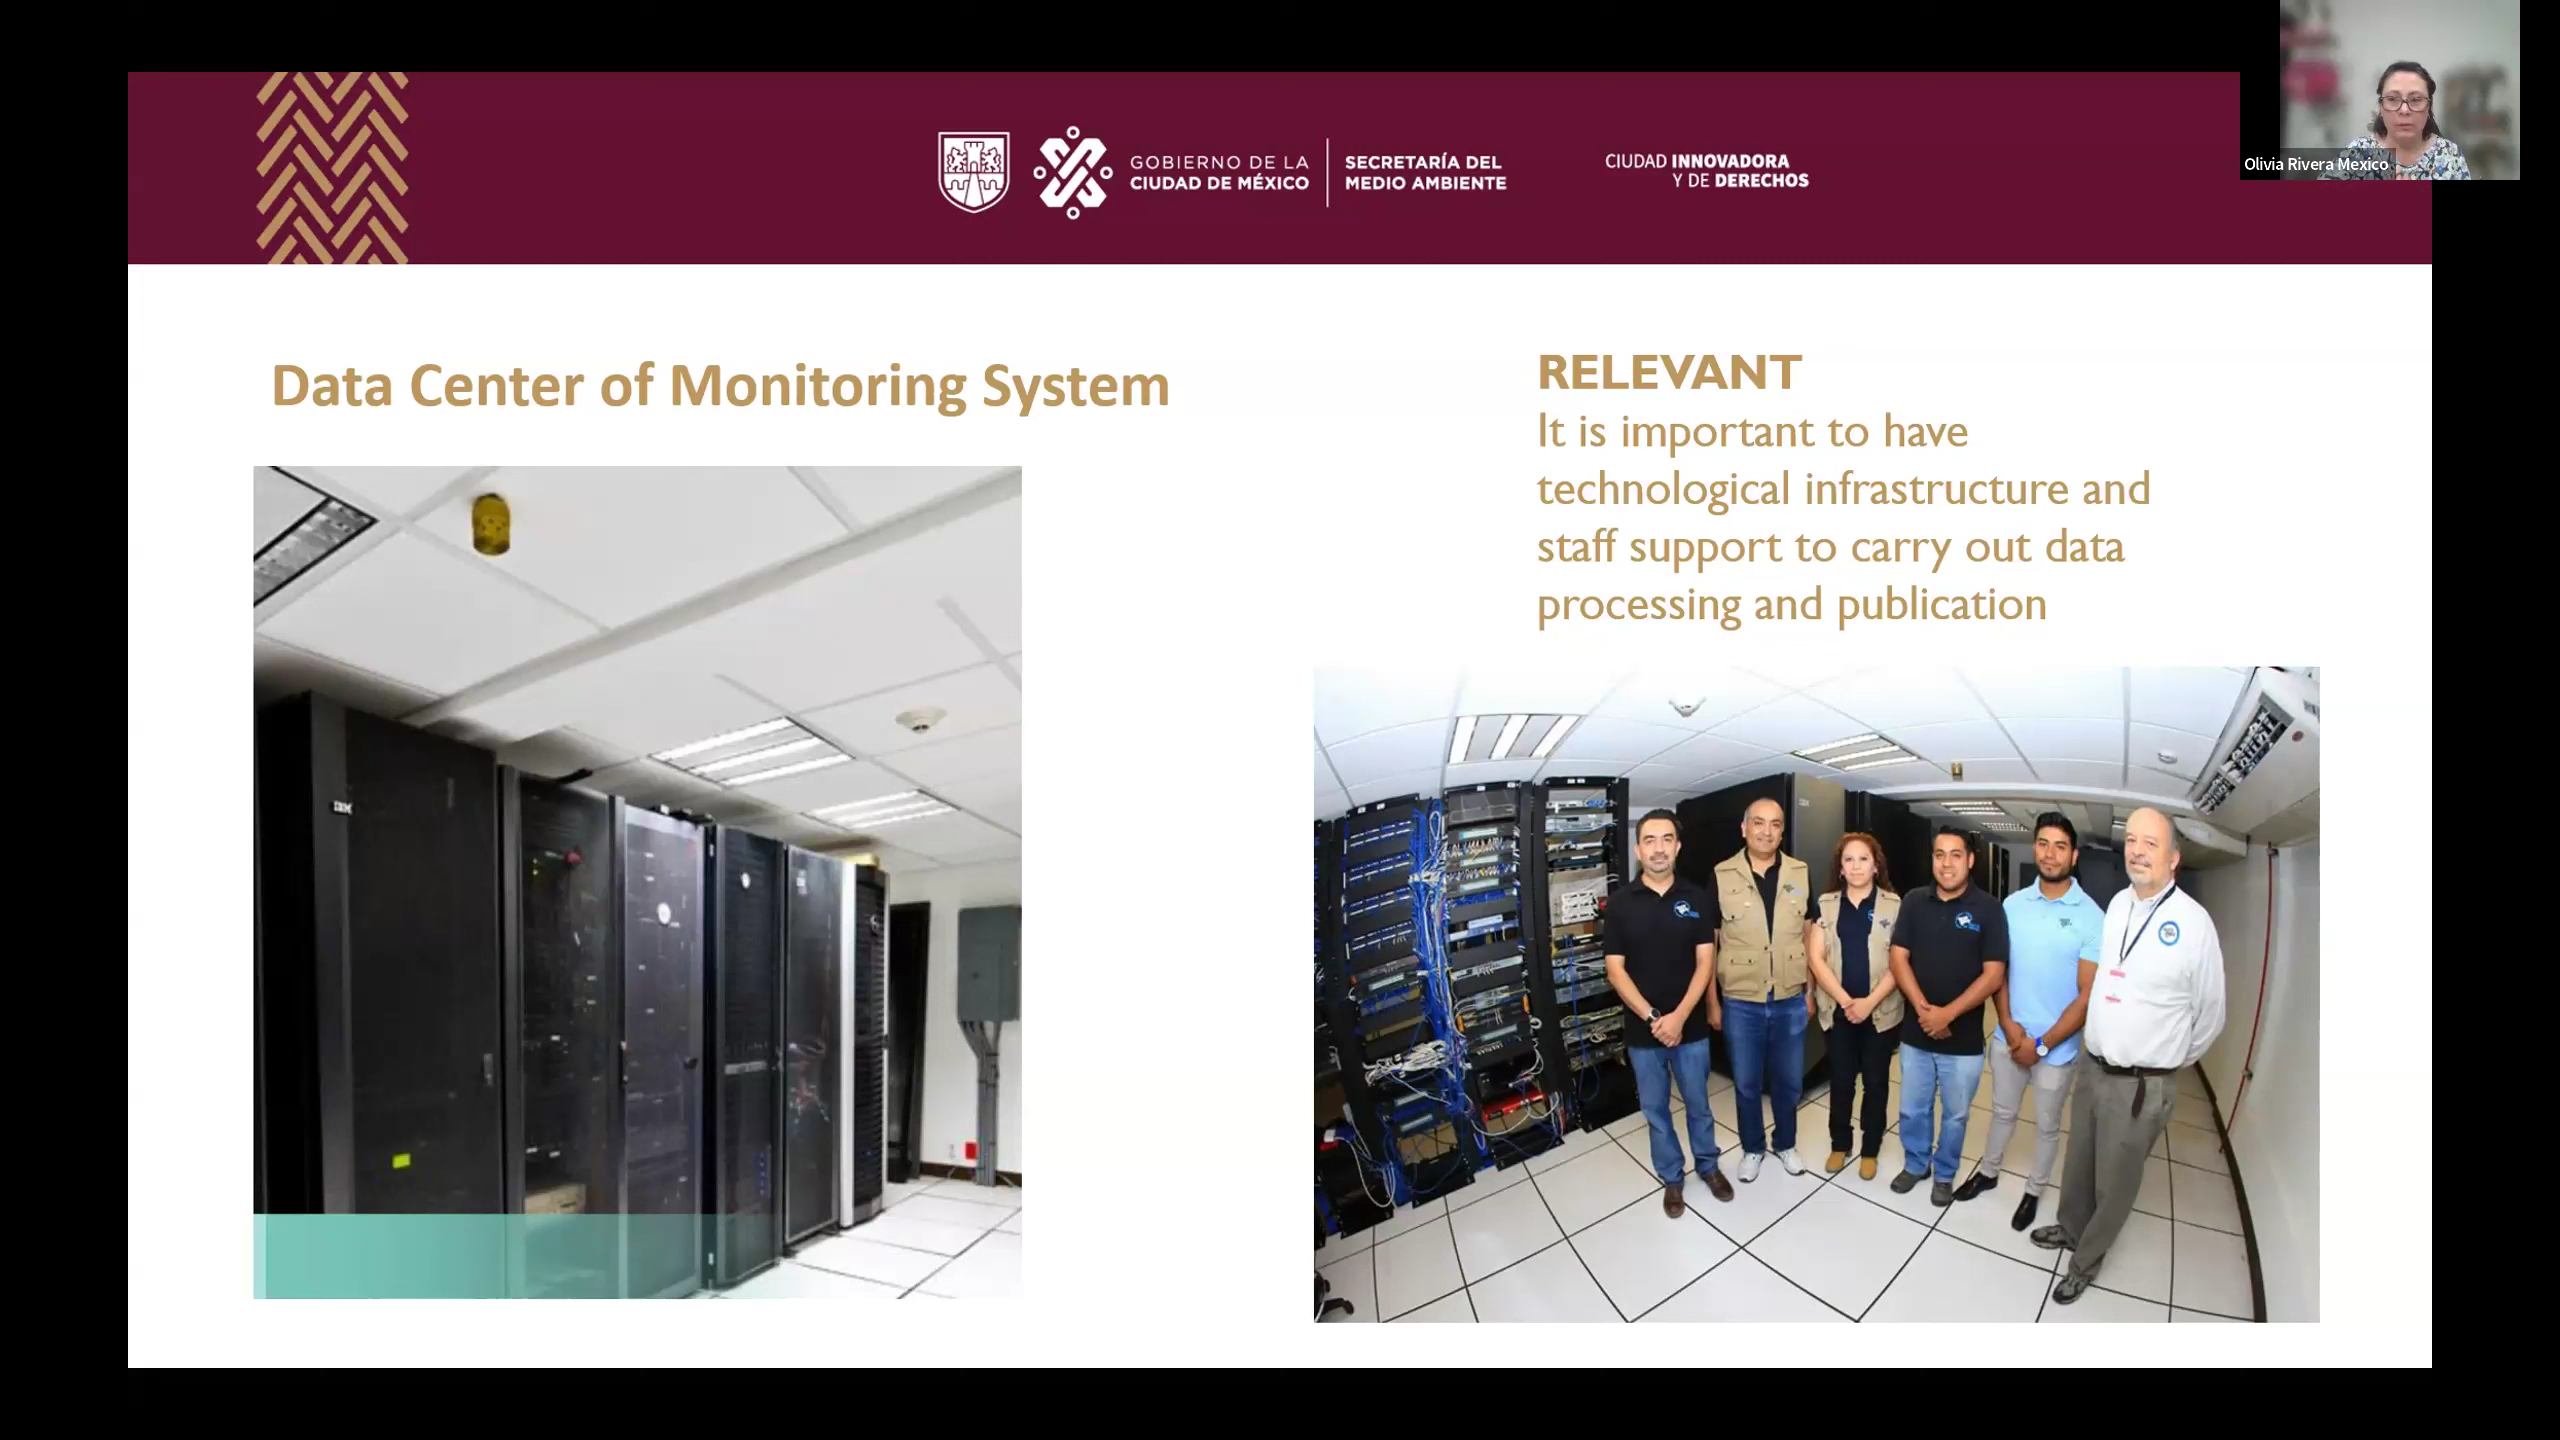 GOBIERNO DE LA
CIUDAD DE MÉXICO
SECRETARÍA DEL
MEDIO AMBIENTE
CIUDAD INNOVADORA
Y DE DERECHOS
Olivia Rivera Mexico
Data Center of Monitoring System
RELEVANT
It is important to have
technological infrastructure and
staff support to carry out data
processing and publication
IBM